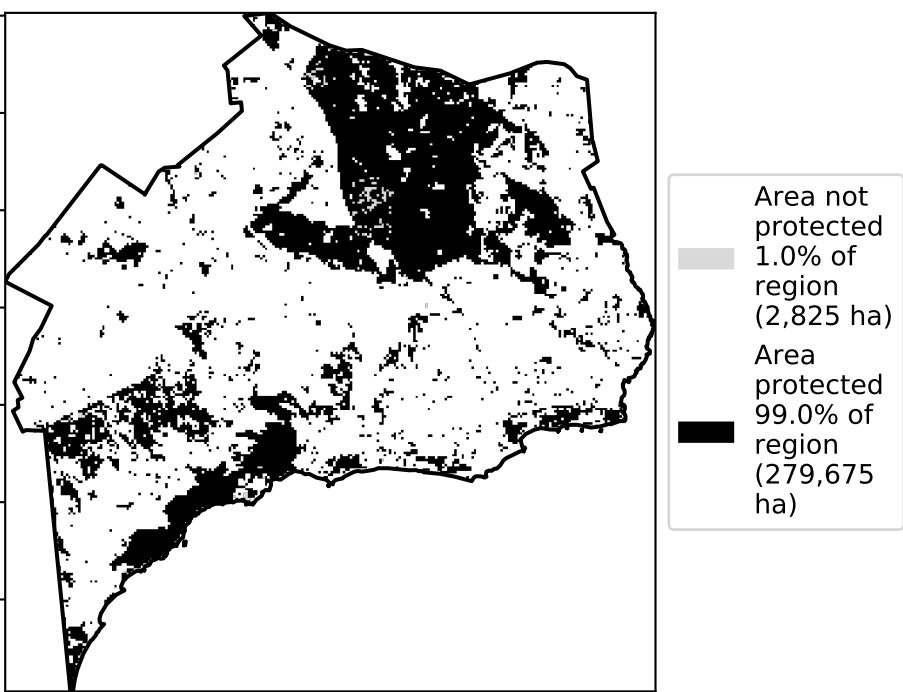 Area not
protected
1.0% of
region
(2,825 ha)
Area
protected
99.0% of
region
(279,675
ha)